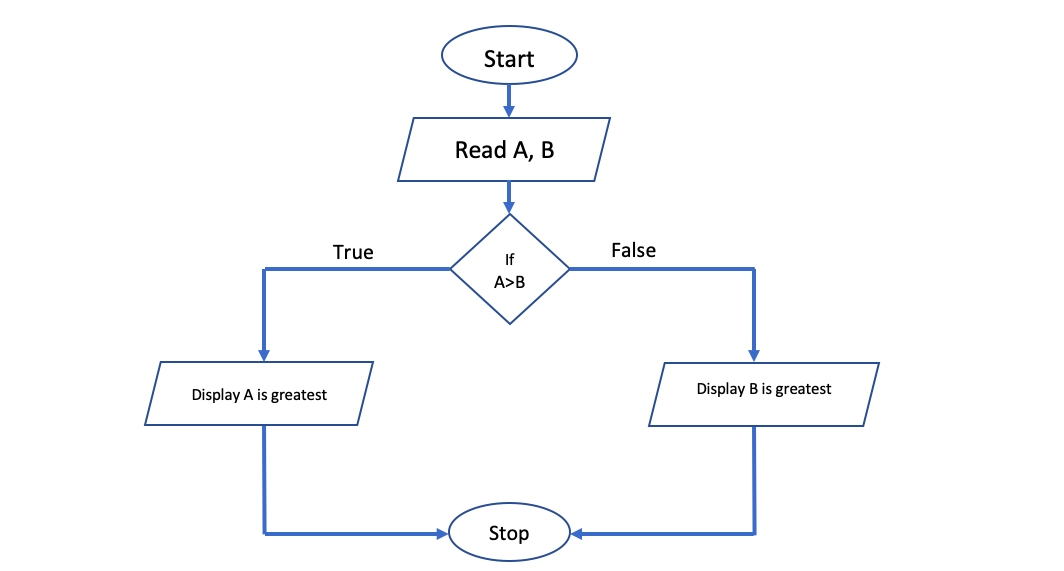 Start
Read A, B
True
False
If
A>B
Display A is greatest
Display B is greatest
Stop